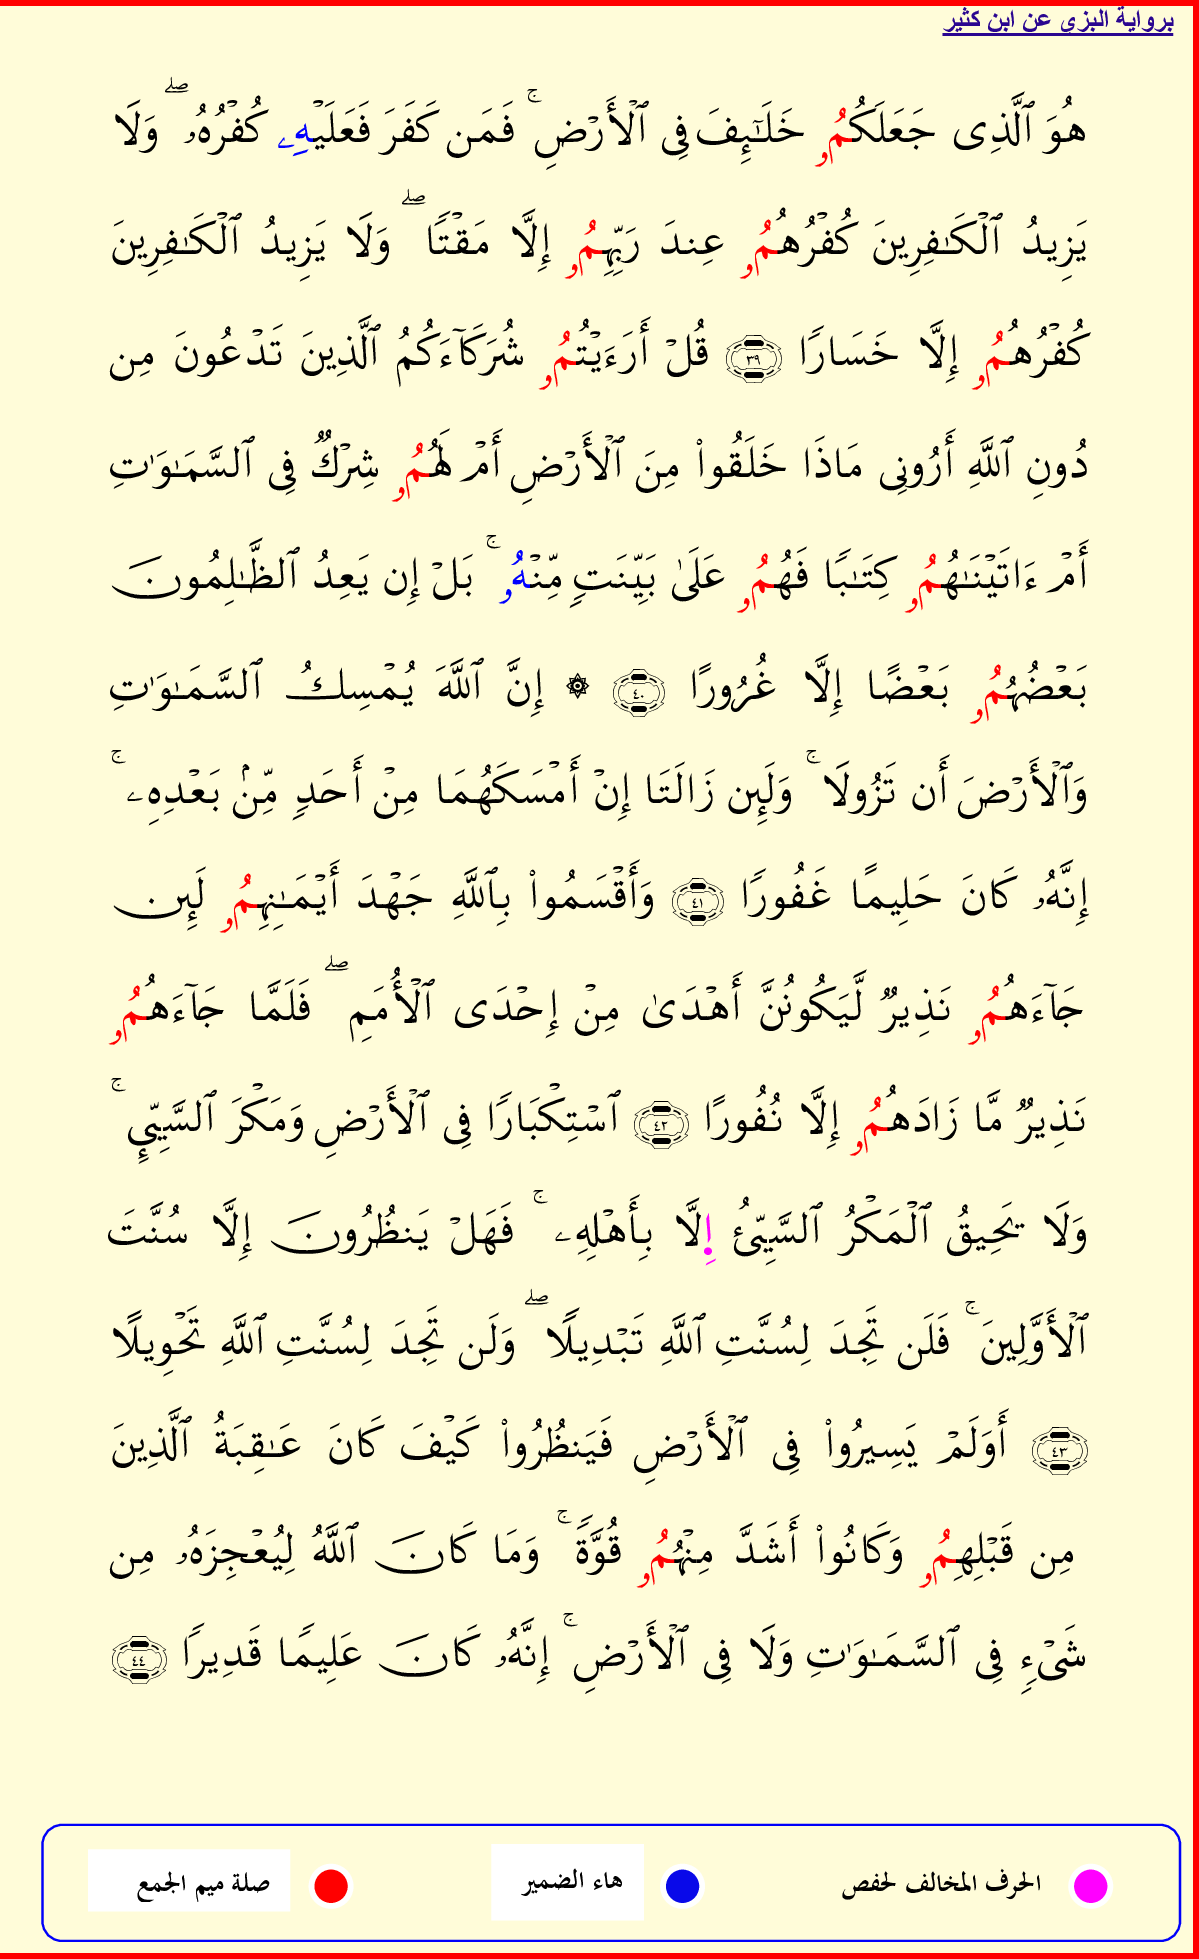 برواية البزي عن ابن كثير
هُوَ ٱلَّذِى جَعَلَكُمُۥ خَلَـٰٓئِفَ فِى ٱلْأَرْضِ ۚ فَمَن كَفَرَ فَعَلَيْهِۦ كُفْرُهُۥ ۖ وَلَا
يَزِيدُ ٱلْكَـٰفِرِينَ كُفْرُهُمُۥ عِندَ رَبِّهِمُۥ إِلَّا مَقْتًا ۖ وَلَا يَزِيدُ ٱلْكَـٰفِرِينَ
كُفْرُهُمُۥ إِلَّا خَسَارًا ٣٩ قُلْ أَرَءَيْتُمُۥ شُرَكَآءَكُمُ ٱلَّذِينَ تَدْعُونَ مِن
دُونِ ٱللَّهِ أَرُونِى مَاذَا خَلَقُوا۟ مِنَ ٱلْأَرْضِ أَمْ لَهُمُۥ شِرْكٌ فِى ٱلسَّمَـٰوَٰتِ
أَمْ ءَاتَيْنَـٰهُمُۥ كِتَـٰبًا فَهُمُۥ عَلَىٰ بَيِّنَتٍ مِّنْهُۥ ۚ بَلْ إِن يَعِدُ ٱلظَّـٰلِمُونَ
بَعْضُهُمُۥ بَعْضًا إِلَّا غُرُورًا ٤٠ ۞ إِنَّ ٱللَّهَ يُمْسِكُ ٱلسَّمَـٰوَٰتِ
وَٱلْأَرْضَ أَن تَزُولَا ۚ وَلَئِن زَالَتَا إِنْ أَمْسَكَهُمَا مِنْ أَحَدٍ مِّنۢ بَعْدِهِۦ ۚ
إِنَّهُۥ كَانَ حَلِيمًا غَفُورًا ٤١ وَأَقْسَمُوا۟ بِٱللَّهِ جَهْدَ أَيْمَـٰنِهِمُۥ لَئِن
جَآءَهُمُۥ نَذِيرٌ لَّيَكُونُنَّ أَهْدَىٰ مِنْ إِحْدَى ٱلْأُمَمِ ۖ فَلَمَّا جَآءَهُمُۥ
نَذِيرٌ مَّا زَادَهُمُۥ إِلَّا نُفُورًا ٤٢ ٱسْتِكْبَارًا فِى ٱلْأَرْضِ وَمَكْرَ ٱلسَّيِّئِ ۚ
وَلَا يَحِيقُ ٱلْمَكْرُ ٱلسَّيِّئُ اِ۬لَّا بِأَهْلِهِۦ ۚ فَهَلْ يَنظُرُونَ إِلَّا سُنَّتَ
ٱلْأَوَّلِينَ ۚ فَلَن تَجِدَ لِسُنَّتِ ٱللَّهِ تَبْدِيلًا ۖ وَلَن تَجِدَ لِسُنَّتِ ٱللَّهِ تَحْوِيلًا
٤٣ أَوَلَمْ يَسِيرُوا۟ فِى ٱلْأَرْضِ فَيَنظُرُوا۟ كَيْفَ كَانَ عَـٰقِبَةُ ٱلَّذِينَ
مِن قَبْلِهِمُۥ وَكَانُوا۟ أَشَدَّ مِنْهُمُۥ قُوَّةً ۚ وَمَا كَانَ ٱللَّهُ لِيُعْجِزَهُۥ مِن
شَىْءٍ فِى ٱلسَّمَـٰوَٰتِ وَلَا فِى ٱلْأَرْضِ ۚ إِنَّهُۥ كَانَ عَلِيمًا قَدِيرًا ٤٤
الحرف المخالف لحفص هاء الضمير صلة ميم الجمع